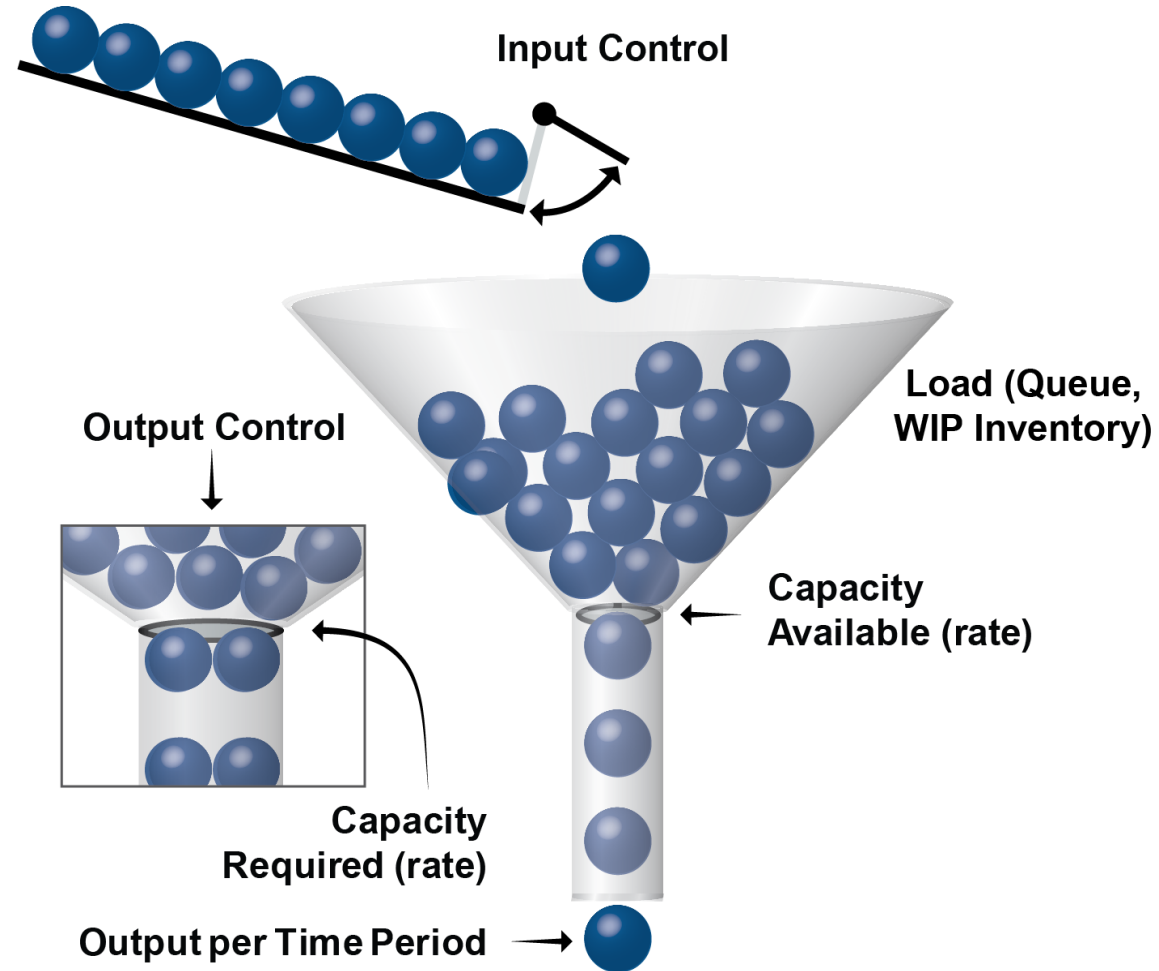 Input Control
Load (Queue,
WIP Inventory)
Output Control
Capacity
Available (rate)
Capacity
Required (rate)
Output per Time Period